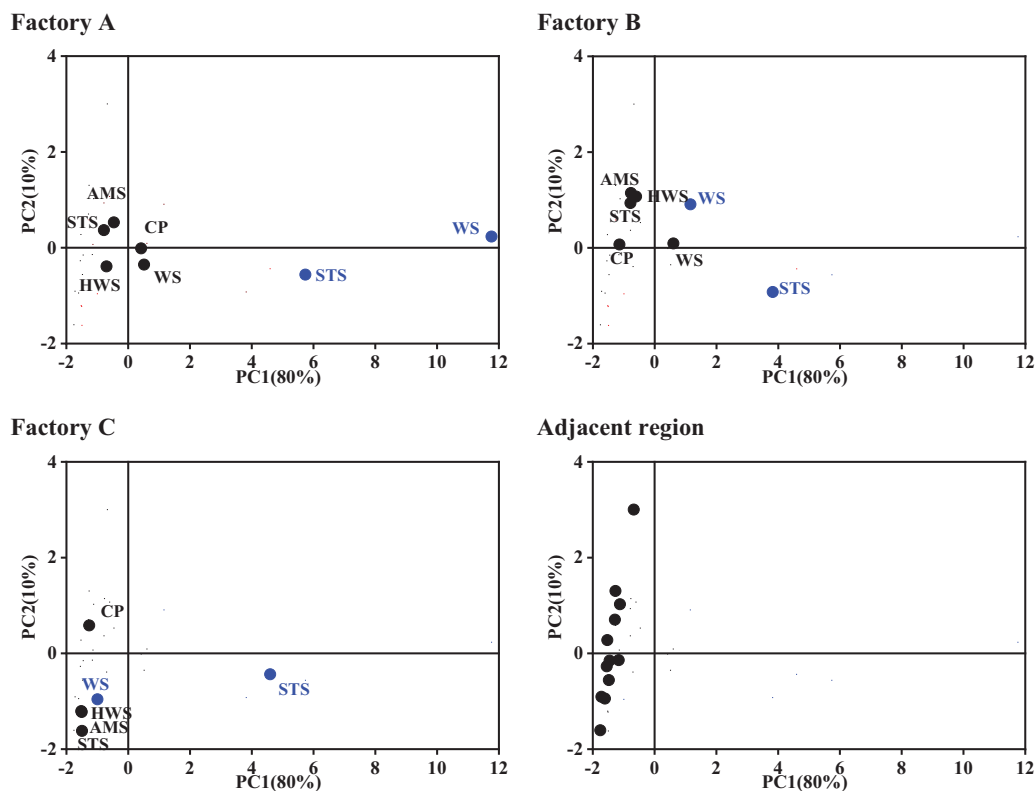 Factory A
Factory B
4
2
0
-2
PC2(10%)
AMS
STS
CP
HWS
WS
WS
STS
-2 0 2 4 6 8 10 12
PC1(80%)
4
2
0
-2
PC2(10%)
AMS
HWS
STS
WS
CP
WS
STS
-2 0 2 4 6 8 10 12
PC1(80%)
Factory C
Adjacent region
4
2
0
-2
PC2(10%)
CP
WS
STS
HWS
AMS
STS
-2 0 2 4 6 8 10 12
PC1(80%)
4
2
0
-2
PC2(10%)
-2 0 2 4 6 8 10 12
PC1(80%)